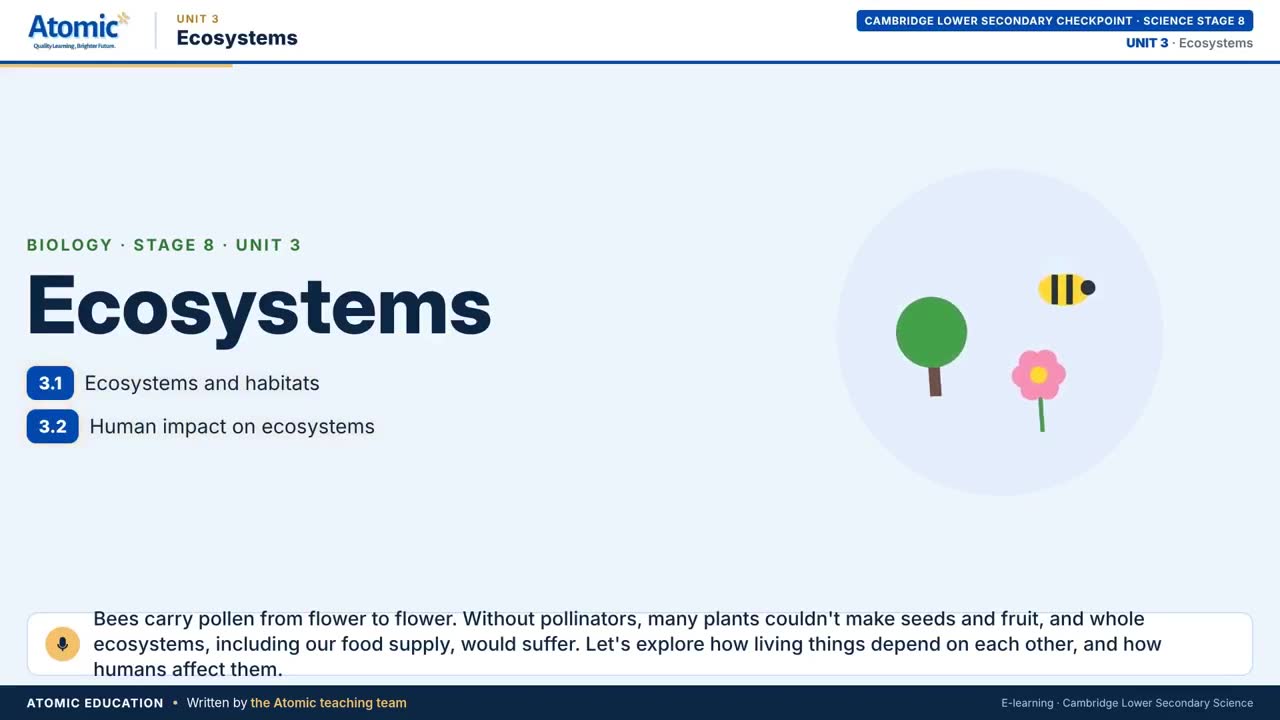 Atomic
Quality Learning, Brighter Future.
UNIT 3
Ecosystems
CAMBRIDGE LOWER SECONDARY CHECKPOINT · SCIENCE STAGE 8
UNIT 3 · Ecosystems
BIOLOGY · STAGE 8 · UNIT 3
Ecosystems
3.1 Ecosystems and habitats
3.2 Human impact on ecosystems
Bees carry pollen from flower to flower. Without pollinators, many plants couldn't make seeds and fruit, and whole
ecosystems, including our food supply, would suffer. Let's explore how living things depend on each other, and how
humans affect them.
ATOMIC EDUCATION • Written by the Atomic teaching team
E-learning · Cambridge Lower Secondary Science